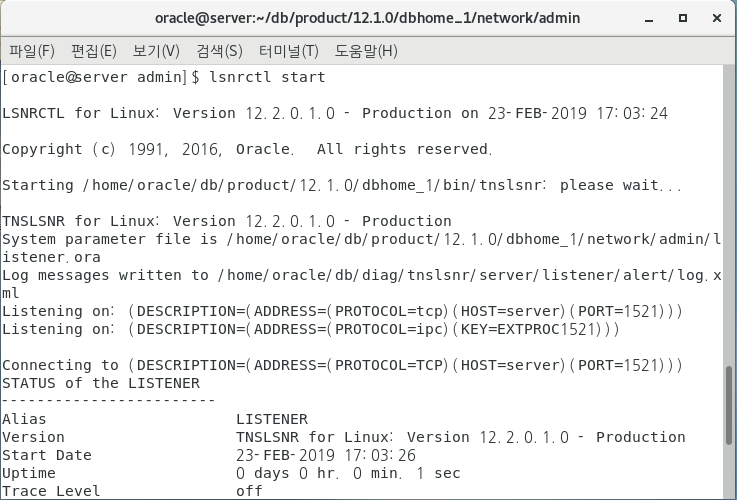 oracle@server:~/db/product/12.1.0/dbhome_1/network/admin
파일(F) 편집(E) 보기(V) 검색(S) 터미널(T) 도움말(H)
[oracle@server admin]$ lsnrctl start
LSNRCTL for Linux: Version 12.2.0.1.0 - Production on 23-FEB-2019 17:03:24
Copyright (c) 1991, 2016, Oracle.  All rights reserved.
Starting /home/oracle/db/product/12.1.0/dbhome_1/bin/tnslsnr: please wait...
TNSLSNR for Linux: Version 12.2.0.1.0 - Production
System parameter file is /home/oracle/db/product/12.1.0/dbhome_1/network/admin/l
istener.ora
Log messages written to /home/oracle/db/diag/tnslsnr/server/listener/alert/log.x
ml
Listening on: (DESCRIPTION=(ADDRESS=(PROTOCOL=tcp)(HOST=server)(PORT=1521)))
Listening on: (DESCRIPTION=(ADDRESS=(PROTOCOL=ipc)(KEY=EXTPROC1521)))
Connecting to (DESCRIPTION=(ADDRESS=(PROTOCOL=TCP)(HOST=server)(PORT=1521)))
STATUS of the LISTENER
------------------------
Alias                     LISTENER
Version                   TNSLSNR for Linux: Version 12.2.0.1.0 - Production
Start Date                23-FEB-2019 17:03:26
Uptime                    0 days 0 hr. 0 min. 1 sec
Trace Level               off